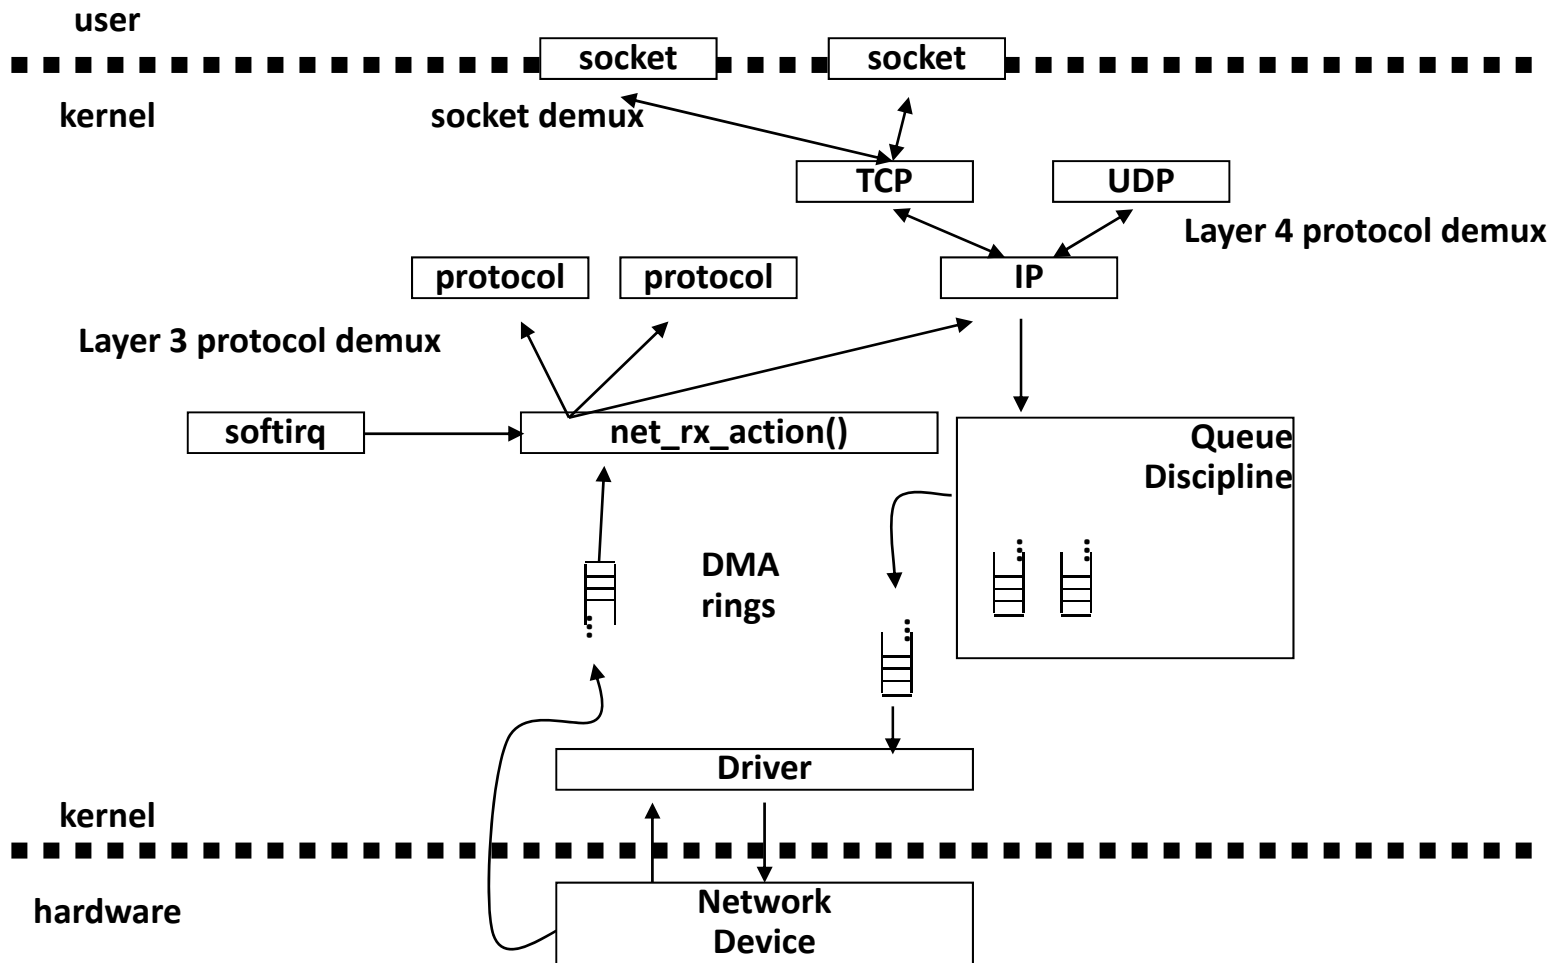 user
socket
socket
kernel
socket demux
TCP
UDP
Layer 4 protocol demux
protocol
protocol
IP
Layer 3 protocol demux
softirq
net_rx_action()
Queue
Discipline
DMA
rings
Driver
kernel
hardware
Network
Device